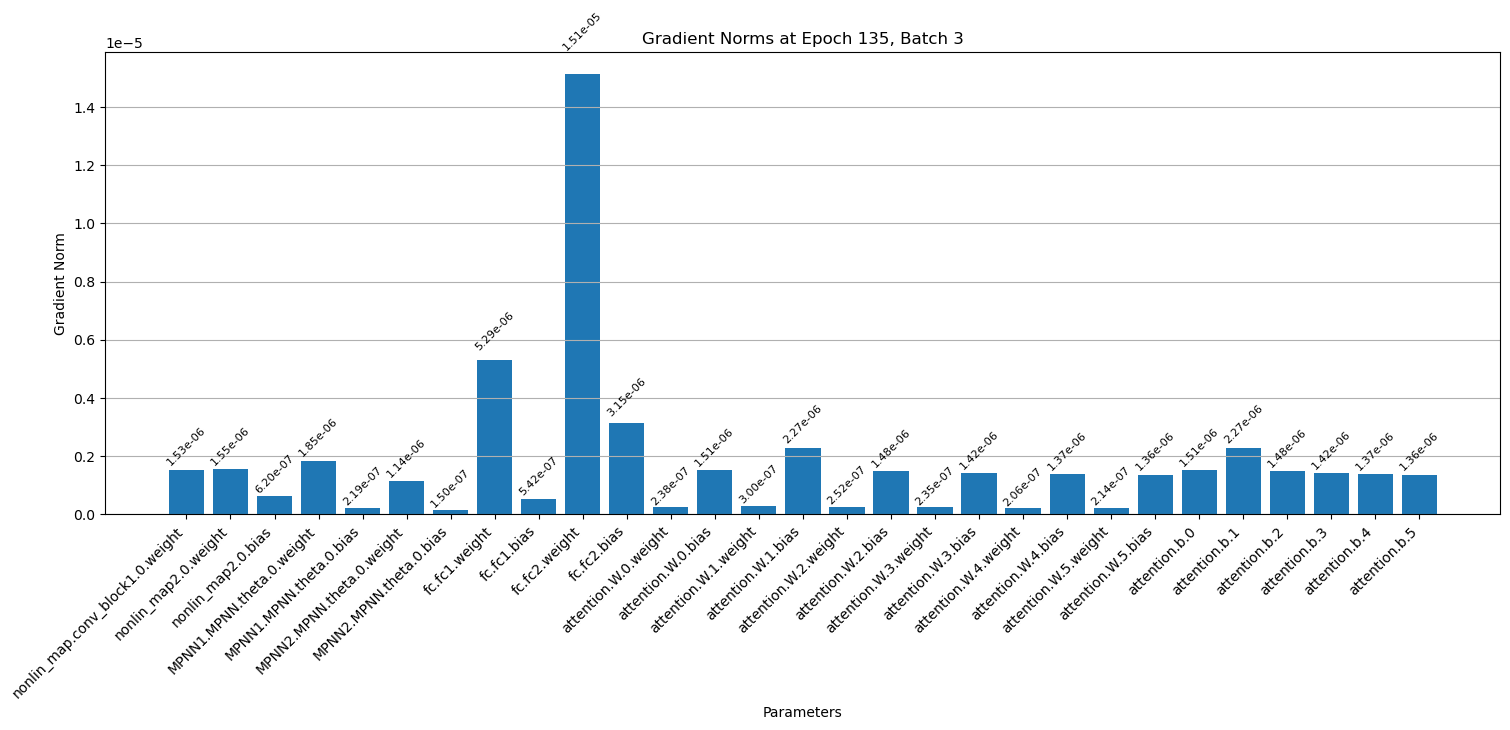 Gradient Norms at Epoch 135, Batch 3
1e−5
Gradient Norm
1.4
1.2
1.0
0.8
0.6
0.4
0.2
0.0
1.53e-06
1.55e-06
6.20e-07
1.85e-06
2.19e-07
1.14e-06
1.50e-07
5.29e-06
5.42e-07
1.51e-05
3.15e-06
2.38e-07
1.51e-06
3.00e-07
2.27e-06
2.52e-07
1.48e-06
2.35e-07
1.42e-06
2.06e-07
1.37e-06
2.14e-07
1.36e-06
1.51e-06
2.27e-06
1.48e-06
1.42e-06
1.37e-06
1.36e-06
nonlin_map.conv_block1.0.weight
nonlin_map2.0.weight
nonlin_map2.0.bias
MPNN1.MPNN.theta.0.weight
MPNN1.MPNN.theta.0.bias
MPNN2.MPNN.theta.0.weight
MPNN2.MPNN.theta.0.bias
fc.fc1.weight
fc.fc1.bias
fc.fc2.weight
fc.fc2.bias
attention.W.0.weight
attention.W.0.bias
attention.W.1.weight
attention.W.1.bias
attention.W.2.weight
attention.W.2.bias
attention.W.3.weight
attention.W.3.bias
attention.W.4.weight
attention.W.4.bias
attention.W.5.weight
attention.W.5.bias
attention.b.0
attention.b.1
attention.b.2
attention.b.3
attention.b.4
attention.b.5
Parameters